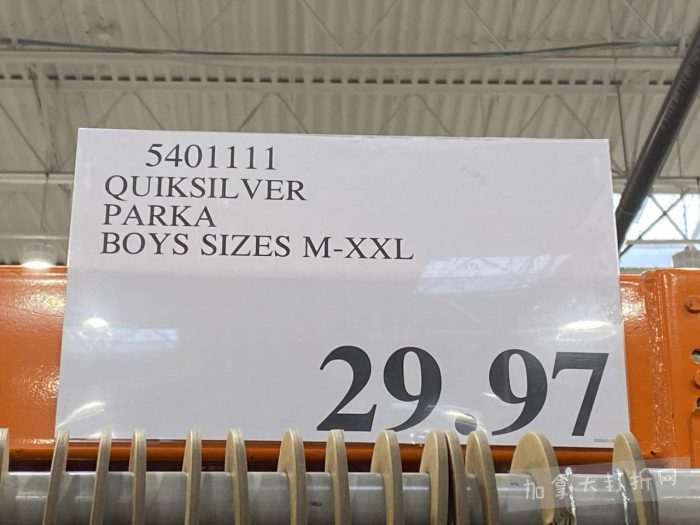 5401111
QUIKSILVER
PARKA
BOYS SIZES M-XXL
29.97
加拿大打折网